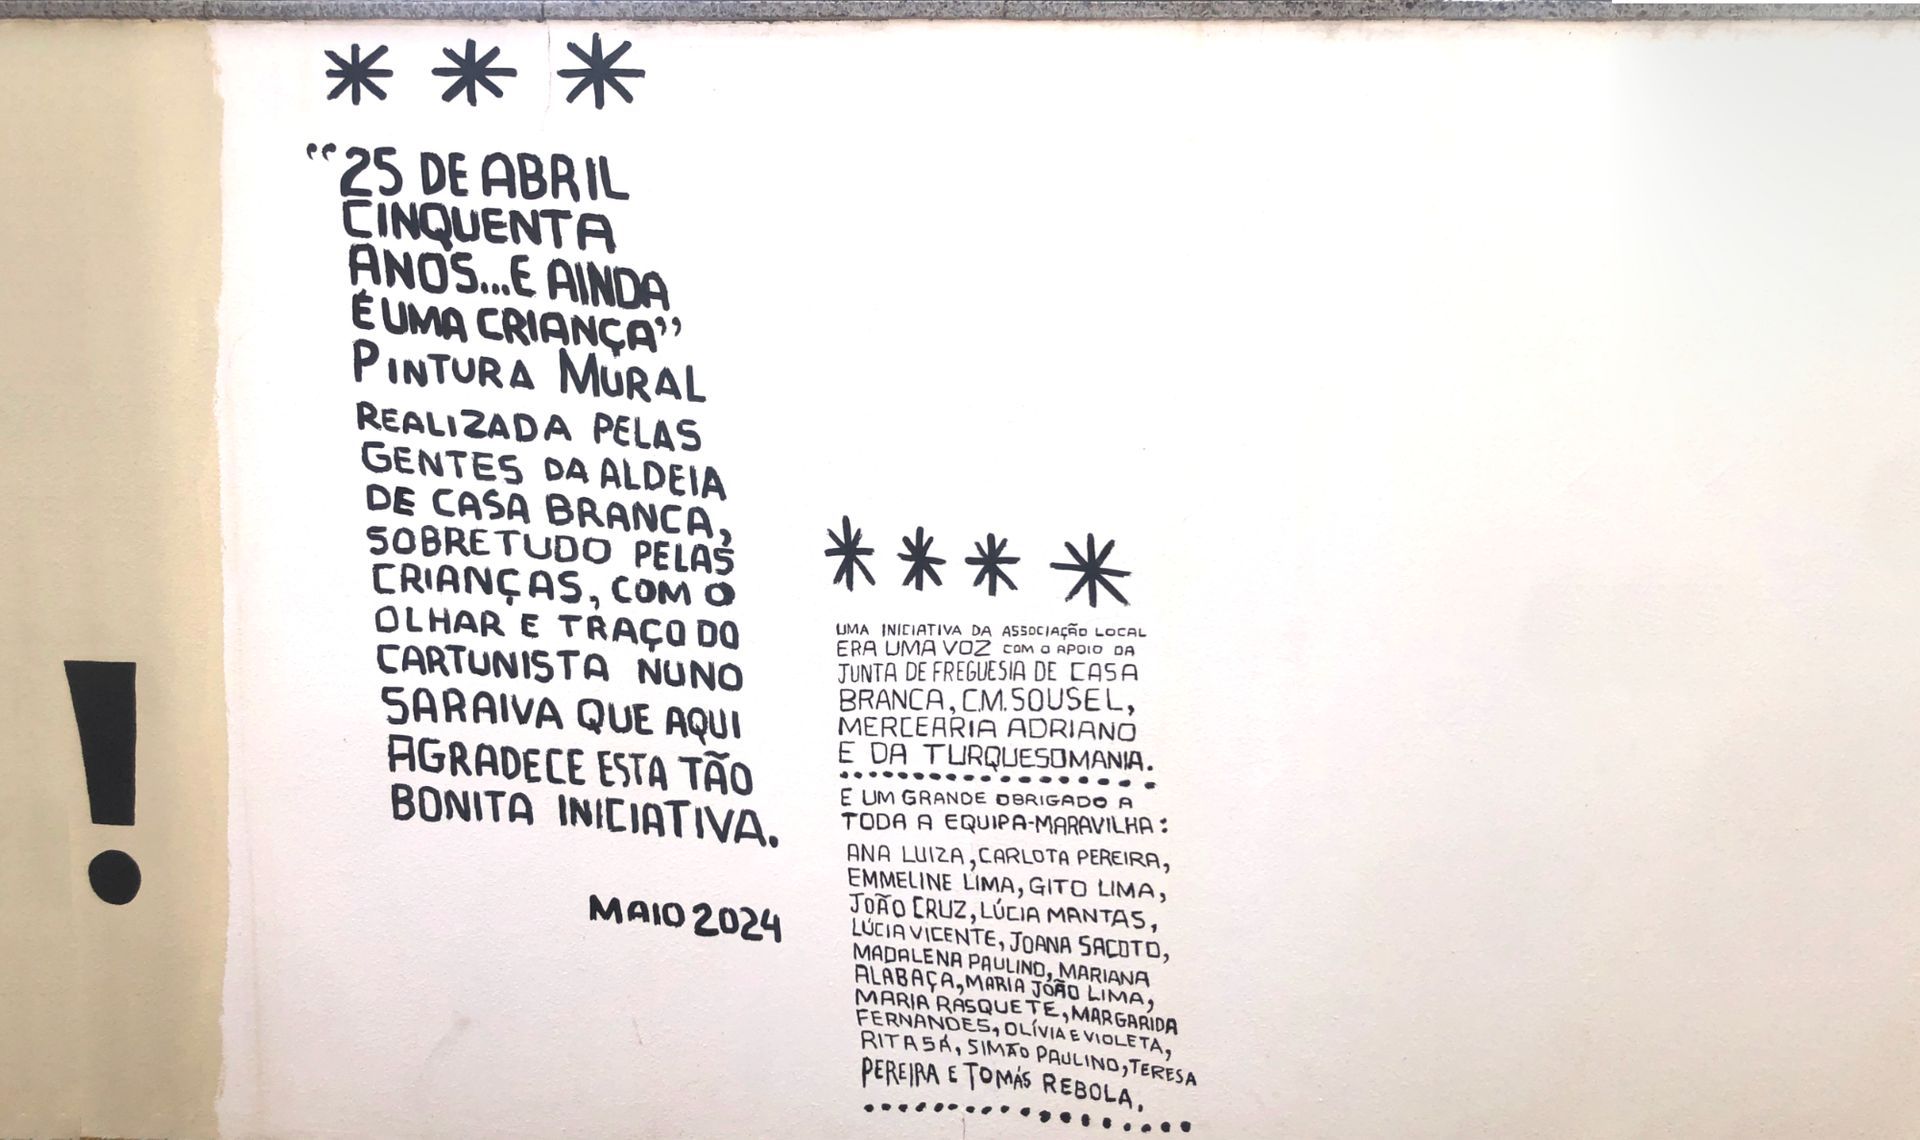 "25 DE ABRIL
CINQUENTA
ANOS...E AINDA
É UMA CRIANÇA"
PINTURA MURAL
REALIZADA PELAS
GENTES DA ALDEIA
DE CASA BRANCA,
SOBRETUDO PELAS
CRIANÇAS, COM O
OLHAR E TRAÇO DO
CARTUNISTA NUNO
SARAIVA QUE AQUI
AGRADECE ESTA TÃO
BONITA INICIATIVA.
MAIO 2024
!
UMA INICIATIVA DA ASSOCIAÇÃO LOCAL
ERA UMA VOZ COM O APOIO DA
JUNTA DE FREGUESIA DE CASA
BRANCA, C.M. SOUSEL,
MERCEARIA ADRIANO
E DA TURQUESOMANIA.
E UM GRANDE OBRIGADO A
TODA A EQUIPA-MARAVILHA:
ANA LUIZA, CARLOTA PEREIRA,
EMMELINE LIMA, GITO LIMA,
JOÃO CRUZ, LÚCIA MANTAS,
LÚCIA VICENTE, JOANA SACOTO,
MADALENA PAULINO, MARIANA
ALABAÇA, MARIA JOÃO LIMA,
MARIA RASQUETE, MARGARIDA
FERNANDES, OLÍVIA E VIOLETA,
RITA SÁ, SIMÃO PAULINO, TERESA
PEREIRA E TOMÁS REBOLA.